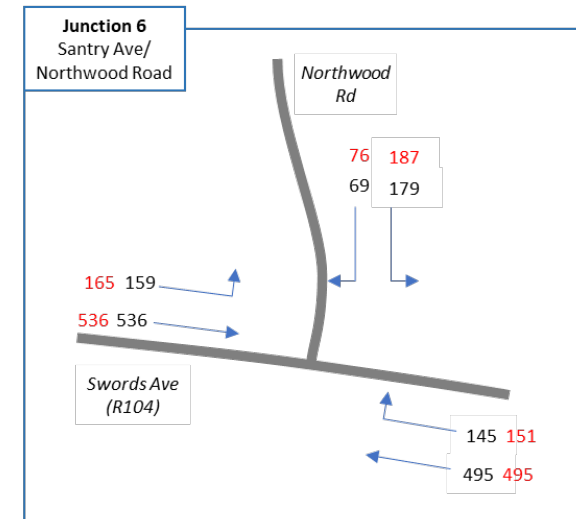 Junction 6
Santry Ave/
Northwood Road
Northwood
Rd
76 187
69 179
165 159
536 536
Swords Ave
(R104)
145 151
495 495